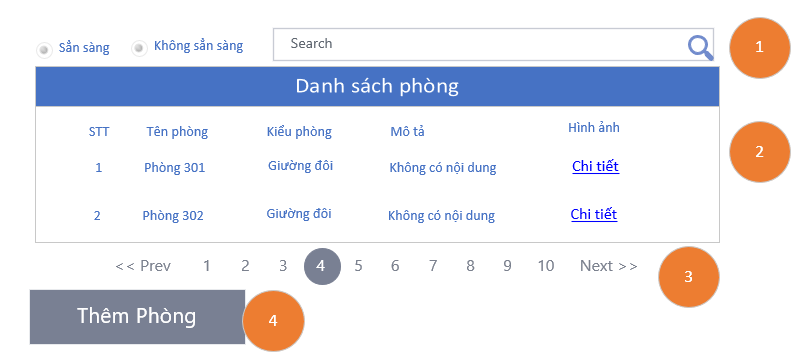 Sẵn sàng Không sẳn sàng Search 1
Danh sách phòng
STT Tên phòng Kiểu phòng Mô tả Hình ảnh 2
1 Phòng 301 Giường đôi Không có nội dung Chi tiết
2 Phòng 302 Giường đôi Không có nội dung Chi tiết
<< Prev 1 2 3 4 5 6 7 8 9 10 Next >> 3
Thêm Phòng 4